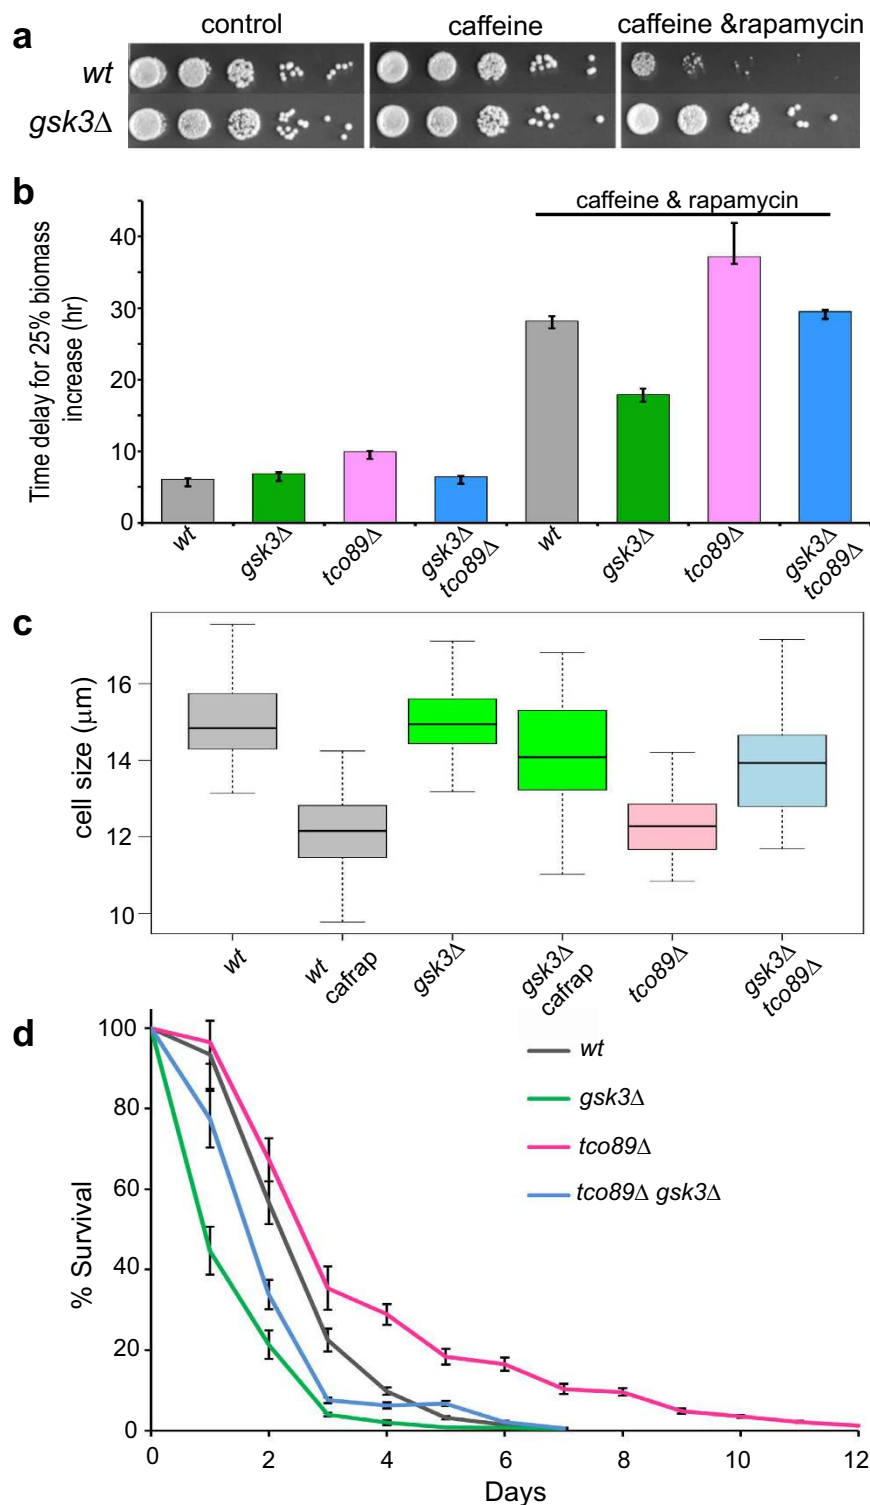 a
control
caffeine
caffeine &rapamycin
wt
gsk3Δ
b
caffeine & rapamycin
Time delay for 25% biomass
increase (hr)
40
30
20
10
0
wt
gsk3Δ
tco89Δ
gsk3Δ
tco89Δ
wt
gsk3Δ
tco89Δ
gsk3Δ
tco89Δ
c
cell size (μm)
16
14
12
10
wt
wt
cafrap
gsk3Δ
gsk3Δ
cafrap
tco89Δ
gsk3Δ
tco89Δ
d
% Survival
100
80
60
40
20
0
wt
gsk3Δ
tco89Δ
tco89Δ gsk3Δ
0
2
4
6
8
10
12
Days